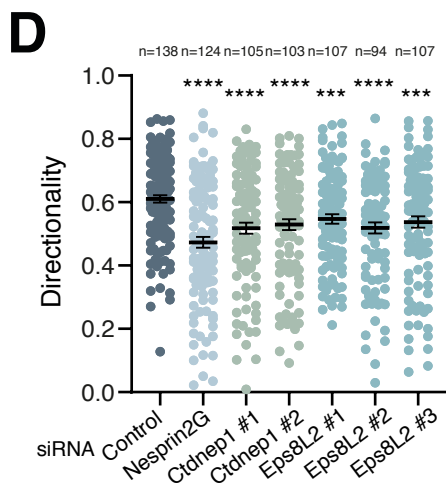 D
n=138 n=124 n=105 n=103 n=107 n=94 n=107
**** **** **** *** **** ***
1.0
0.8
0.6
0.4
0.2
0.0
Directionality
siRNA Control Nesprin2G Ctdnep1 #1 Ctdnep1 #2 Eps8L2 #1 Eps8L2 #2 Eps8L2 #3